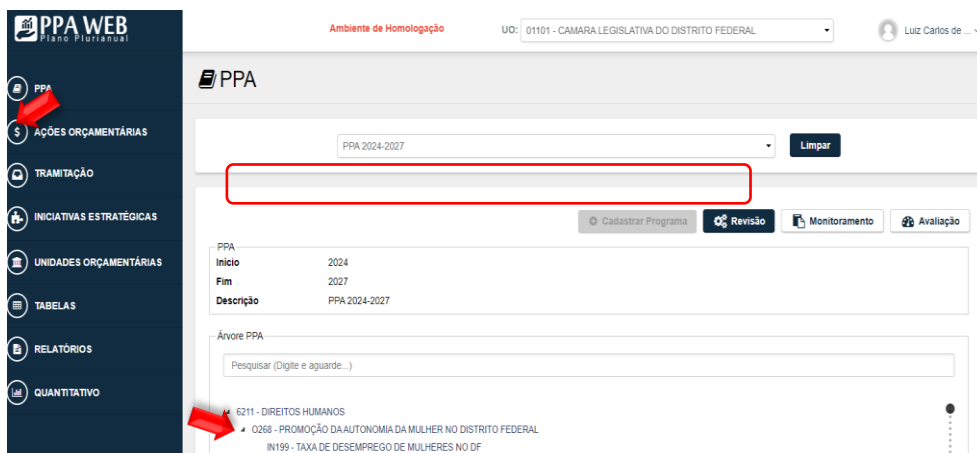 PPA WEB
Plano Plurianual
Ambiente de Homologação
UO: 01101 - CAMARA LEGISLATIVA DO DISTRITO FEDERAL
Luiz Carlos de ...
PPA
AÇÕES ORÇAMENTÁRIAS
TRAMITAÇÃO
INICIATIVAS ESTRATÉGICAS
UNIDADES ORÇAMENTÁRIAS
TABELAS
RELATÓRIOS
QUANTITATIVO
PPA
PPA 2024-2027
Limpar
Cadastrar Programa
Revisão
Monitoramento
Avaliação
PPA
Início 2024
Fim 2027
Descrição PPA 2024-2027
Árvore PPA
Pesquisar (Digite e aguarde...)
6211 - DIREITOS HUMANOS
O268 - PROMOÇÃO DA AUTONOMIA DA MULHER NO DISTRITO FEDERAL
IN199 - TAXA DE DESEMPREGO DE MULHERES NO DF